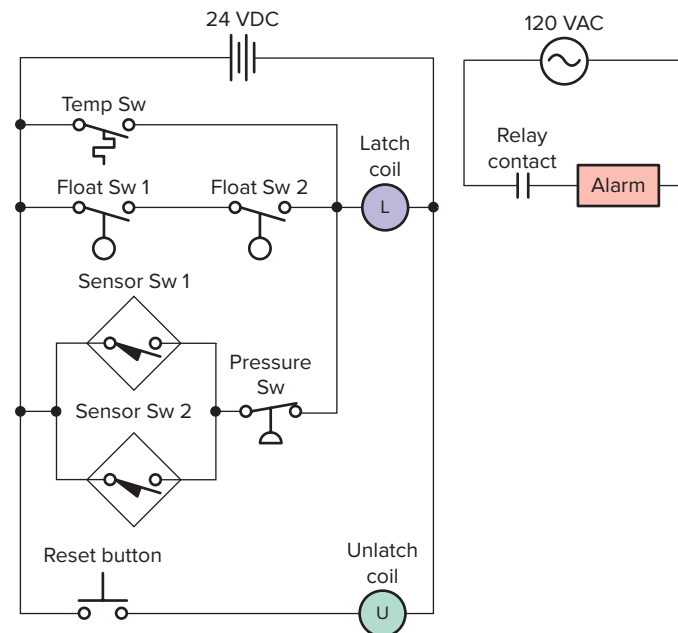 24 VDC
120 VAC
Temp Sw
Latch
coil
Relay
contact
Alarm
Float Sw 1
Float Sw 2
L
Sensor Sw 1
Pressure
Sw
Sensor Sw 2
Reset button
Unlatch
coil
U